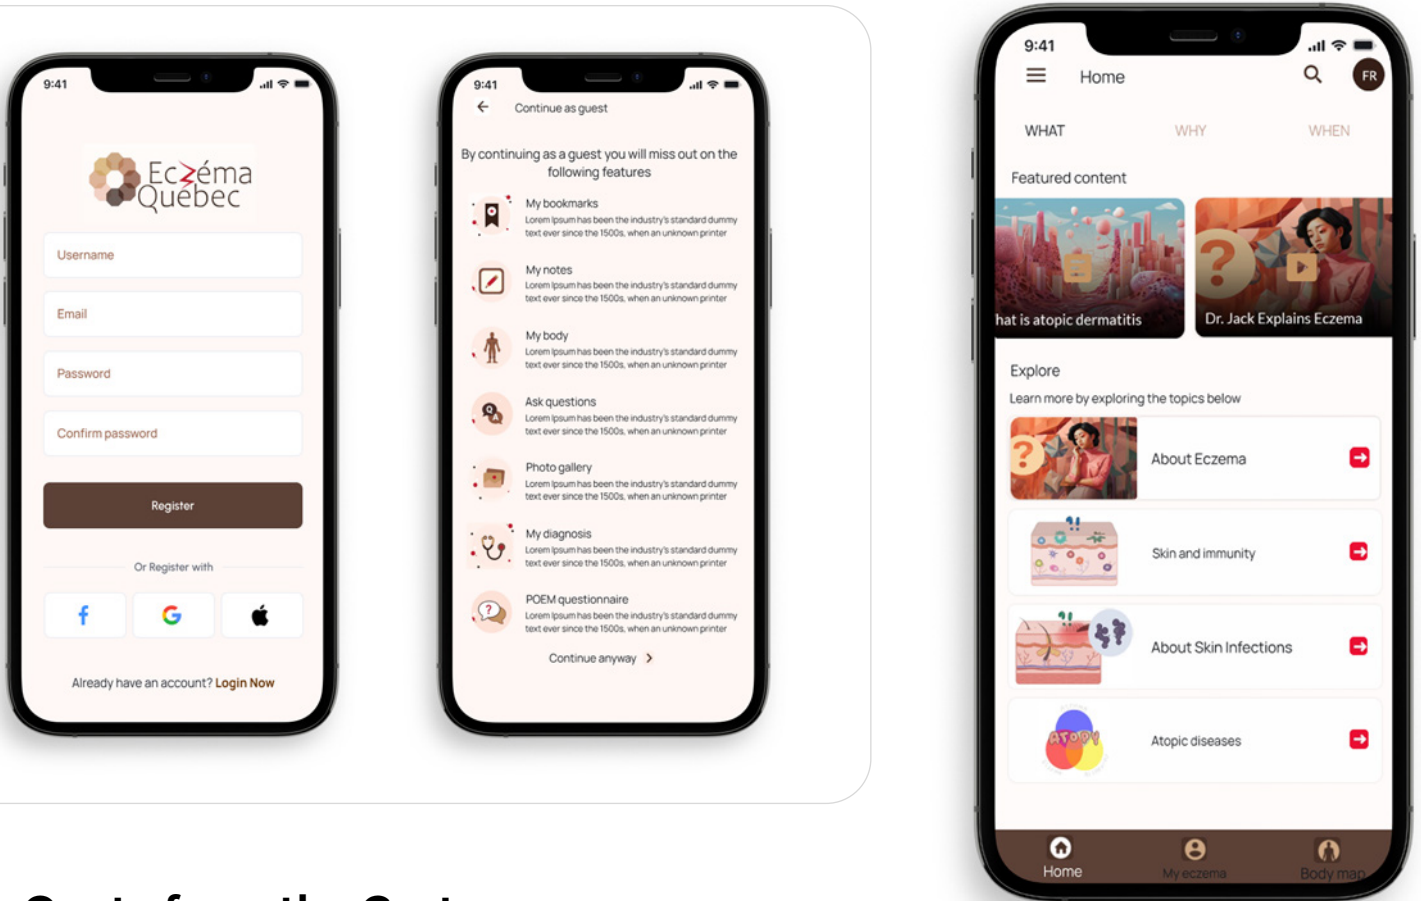 9:41
Eczéma
Québec
Username
Email
Password
Confirm password
Register
Or Register with
Already have an account? Login Now
9:41
Continue as guest
By continuing as a guest you will miss out on the
following features
My bookmarks
Lorem Ipsum has been the industry's standard dummy
text ever since the 1500s, when an unknown printer
My notes
Lorem Ipsum has been the industry's standard dummy
text ever since the 1500s, when an unknown printer
My body
Lorem Ipsum has been the industry's standard dummy
text ever since the 1500s, when an unknown printer
Ask questions
Lorem Ipsum has been the industry's standard dummy
text ever since the 1500s, when an unknown printer
Photo gallery
Lorem Ipsum has been the industry's standard dummy
text ever since the 1500s, when an unknown printer
My diagnosis
Lorem Ipsum has been the industry's standard dummy
text ever since the 1500s, when an unknown printer
POEM questionnaire
Lorem Ipsum has been the industry's standard dummy
text ever since the 1500s, when an unknown printer
Continue anyway
9:41
Home
FR
WHAT WHY WHEN
Featured content
hat is atopic dermatitis
Dr. Jack Explains Eczema
Explore
Learn more by exploring the topics below
About Eczema
Skin and immunity
About Skin Infections
ATOPY
Atopic diseases
Home My eczema Body map